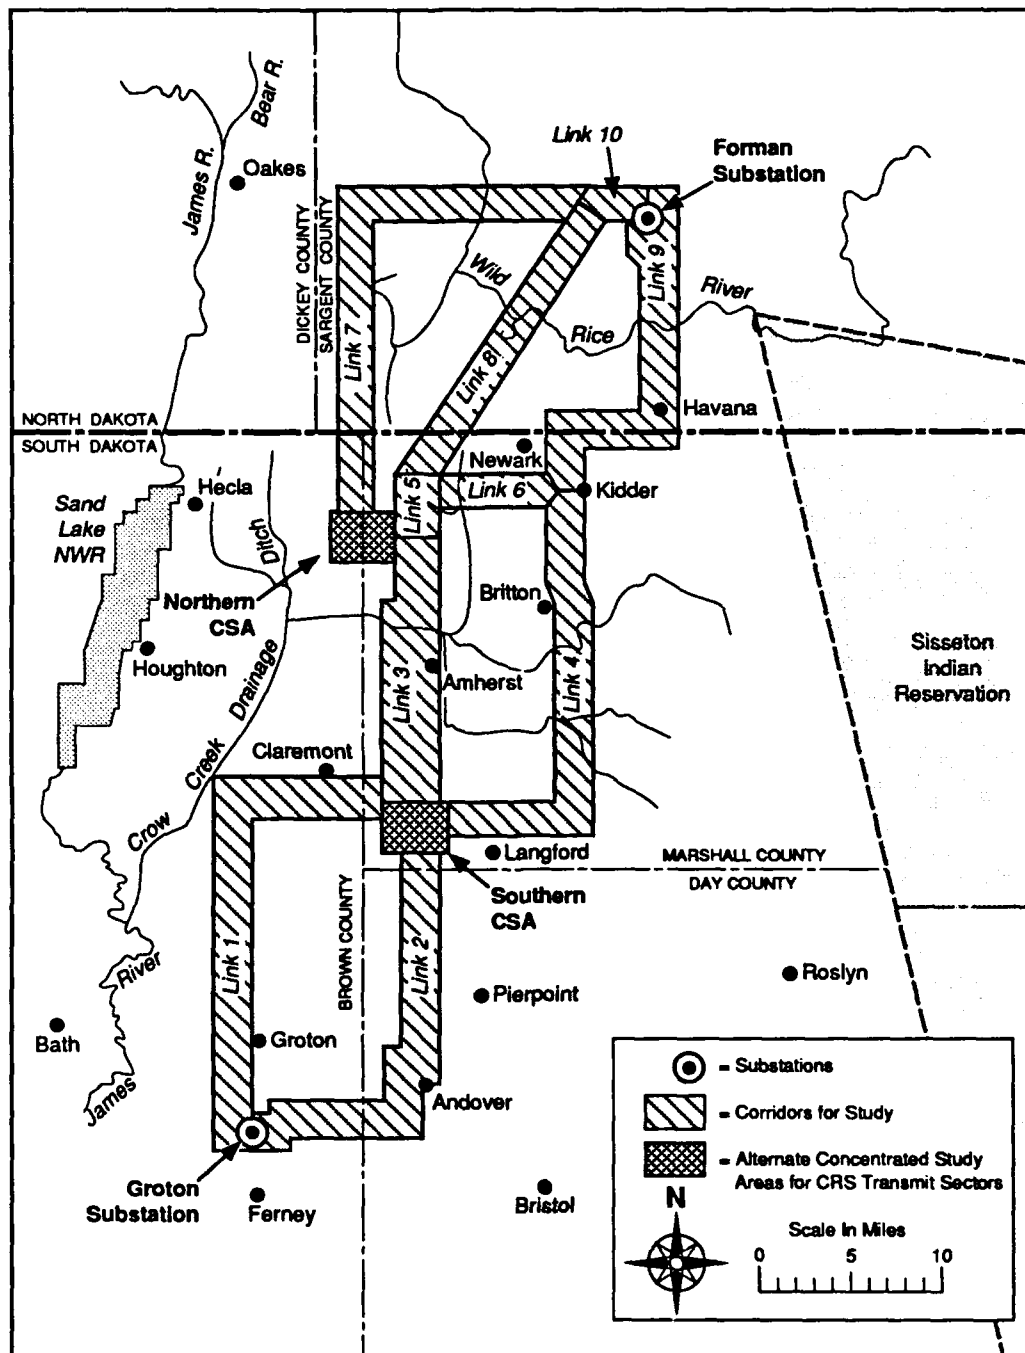 Bear R.
James R.
Oakes
Link 10
Forman
Substation
DICKEY COUNTY
SARGENT COUNTY
Wild
Rice
River
Link 9
Link 7
Link 8
Havana
NORTH DAKOTA
SOUTH DAKOTA
Newark
Link 5
Link 6
Kidder
Hecla
Sand
Lake
NWR
Ditch
Northern
CSA
Britton
Houghton
Drainage
Creek
Crow
Link 3
Amherst
Link 4
Sisseton
Indian
Reservation
Claremont
Langford
MARSHALL COUNTY
DAY COUNTY
Southern
CSA
Link 1
BROWN COUNTY
Link 2
River
James
Bath
Pierpoint
Roslyn
Groton
Andover
Groton
Substation
Ferney
Bristol
= Substations
= Corridors for Study
= Alternate Concentrated Study
Areas for CRS Transmit Sectors
N
Scale In Miles
0 5 10